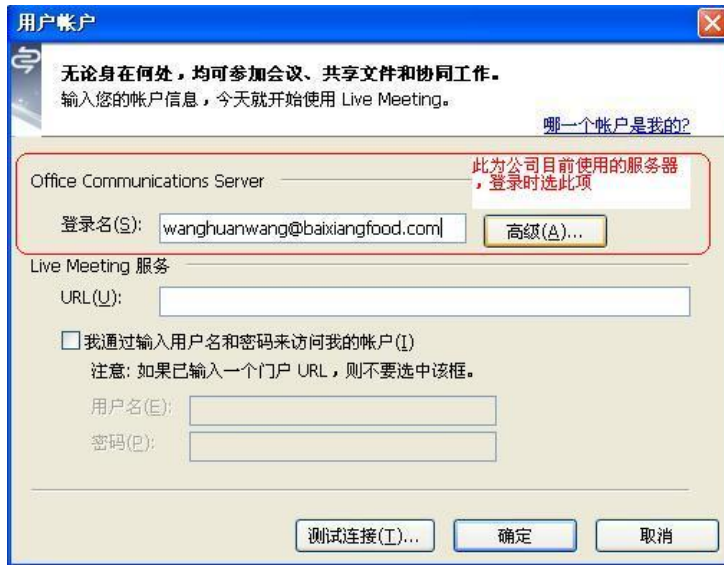 用户帐户
无论身在何处，均可参加会议、共享文件和协同工作。
输入您的帐户信息，今天就开始使用 Live Meeting。
哪一个帐户是我的?
此为公司目前使用的服务器
，登录时选此项
Office Communications Server
登录名(S):
wanghuanwang@baixiangfood.com
高级(A)...
Live Meeting 服务
URL(U):
我通过输入用户名和密码来访问我的帐户(I)
注意: 如果已输入一个门户 URL，则不要选中该框。
用户名(E):
密码(P):
测试连接(T)...
确定
取消